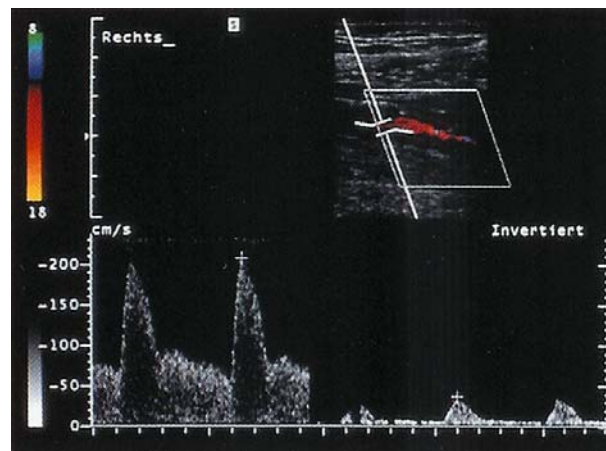 8
S
Rechts_
18
cm/s
Invertiert
-200-
-150-
-100-
-50-
0-